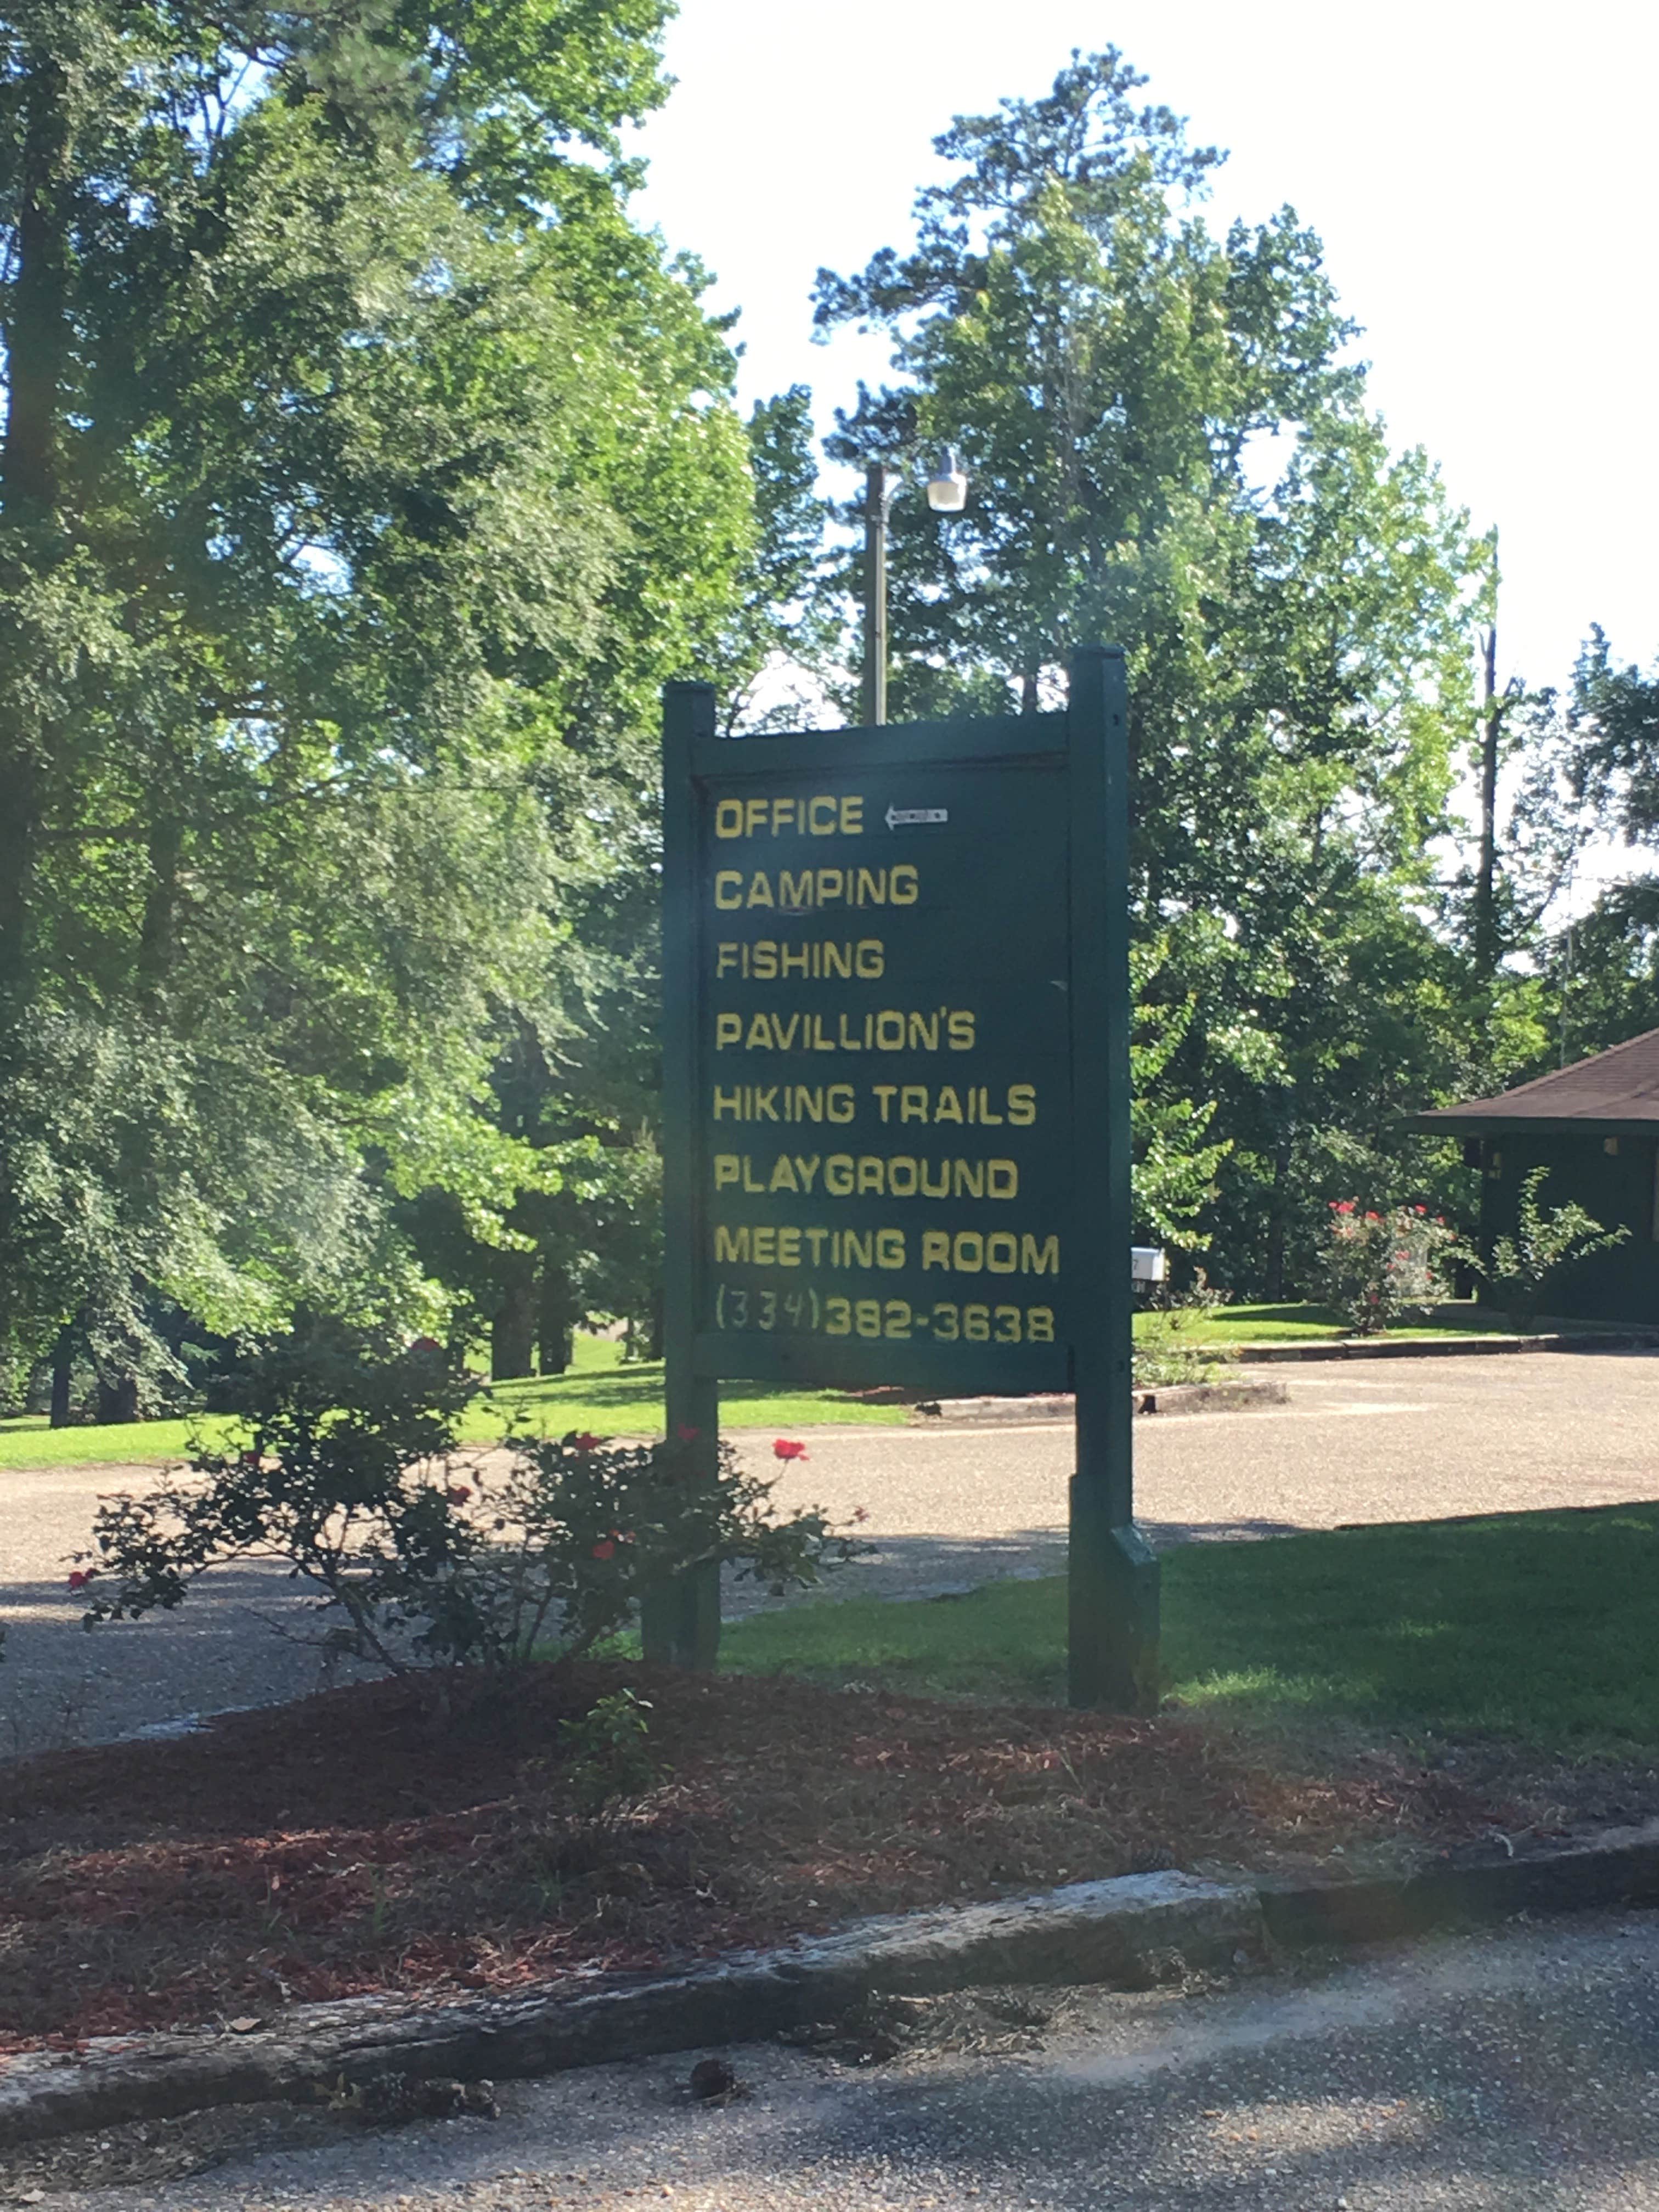 OFFICE
CAMPING
FISHING
PAVILLION'S
HIKING TRAILS
PLAYGROUND
MEETING ROOM
(334)382-3638